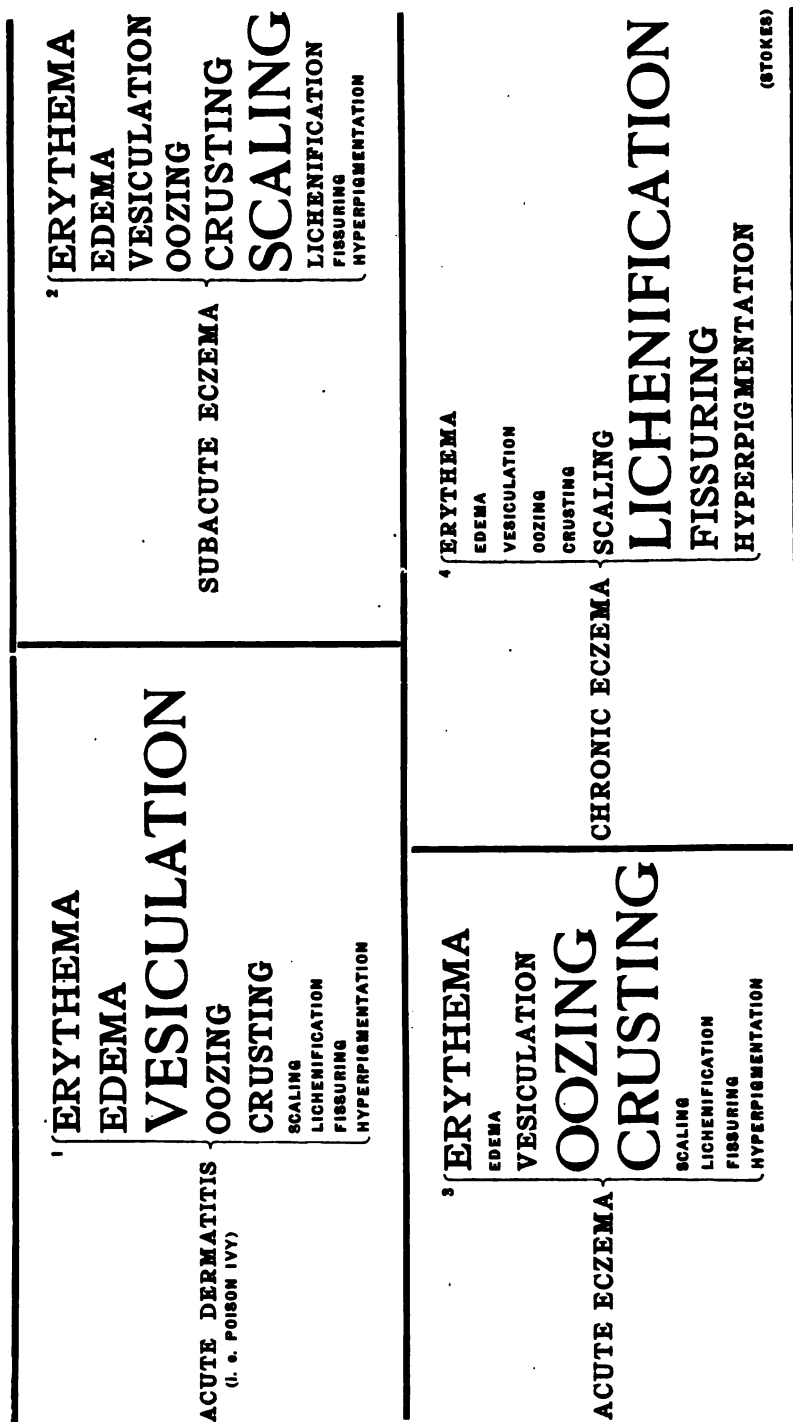 ACUTE DERMATITIS
(i. e. POISON IVY)
1
ERYTHEMA
EDEMA
VESICULATION
OOZING
CRUSTING
SCALING
LICHENIFICATION
FISSURING
HYPERPIGMENTATION
SUBACUTE ECZEMA
2
ERYTHEMA
EDEMA
VESICULATION
OOZING
CRUSTING
SCALING
LICHENIFICATION
FISSURING
HYPERPIGMENTATION
ACUTE ECZEMA
3
ERYTHEMA
EDEMA
VESICULATION
OOZING
CRUSTING
SCALING
LICHENIFICATION
FISSURING
HYPERPIGMENTATION
CHRONIC ECZEMA
4
ERYTHEMA
EDEMA
VESICULATION
OOZING
CRUSTING
SCALING
LICHENIFICATION
FISSURING
HYPERPIGMENTATION
(STOKES)